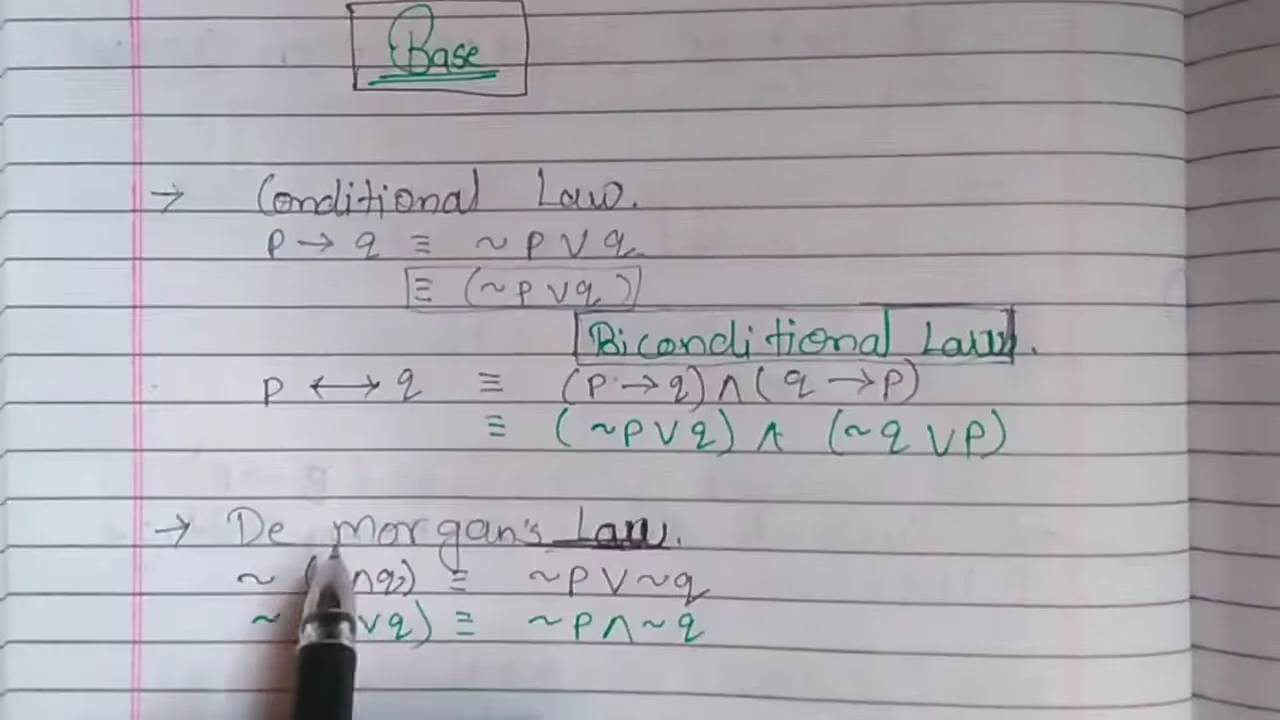 Base
→ Conditional Law.
p → q ≡ ~ p ∨ q
≡ (~p ∨ q)
Biconditional Law.
p ↔ q ≡ (p → q) ∧ (q → p)
≡ (~p ∨ q) ∧ (~q ∨ p)
→ De morgan's Law.
~ ( ∧ q) ≡ ~p ∨ ~q
~ ∨ q) ≡ ~p ∧ ~q